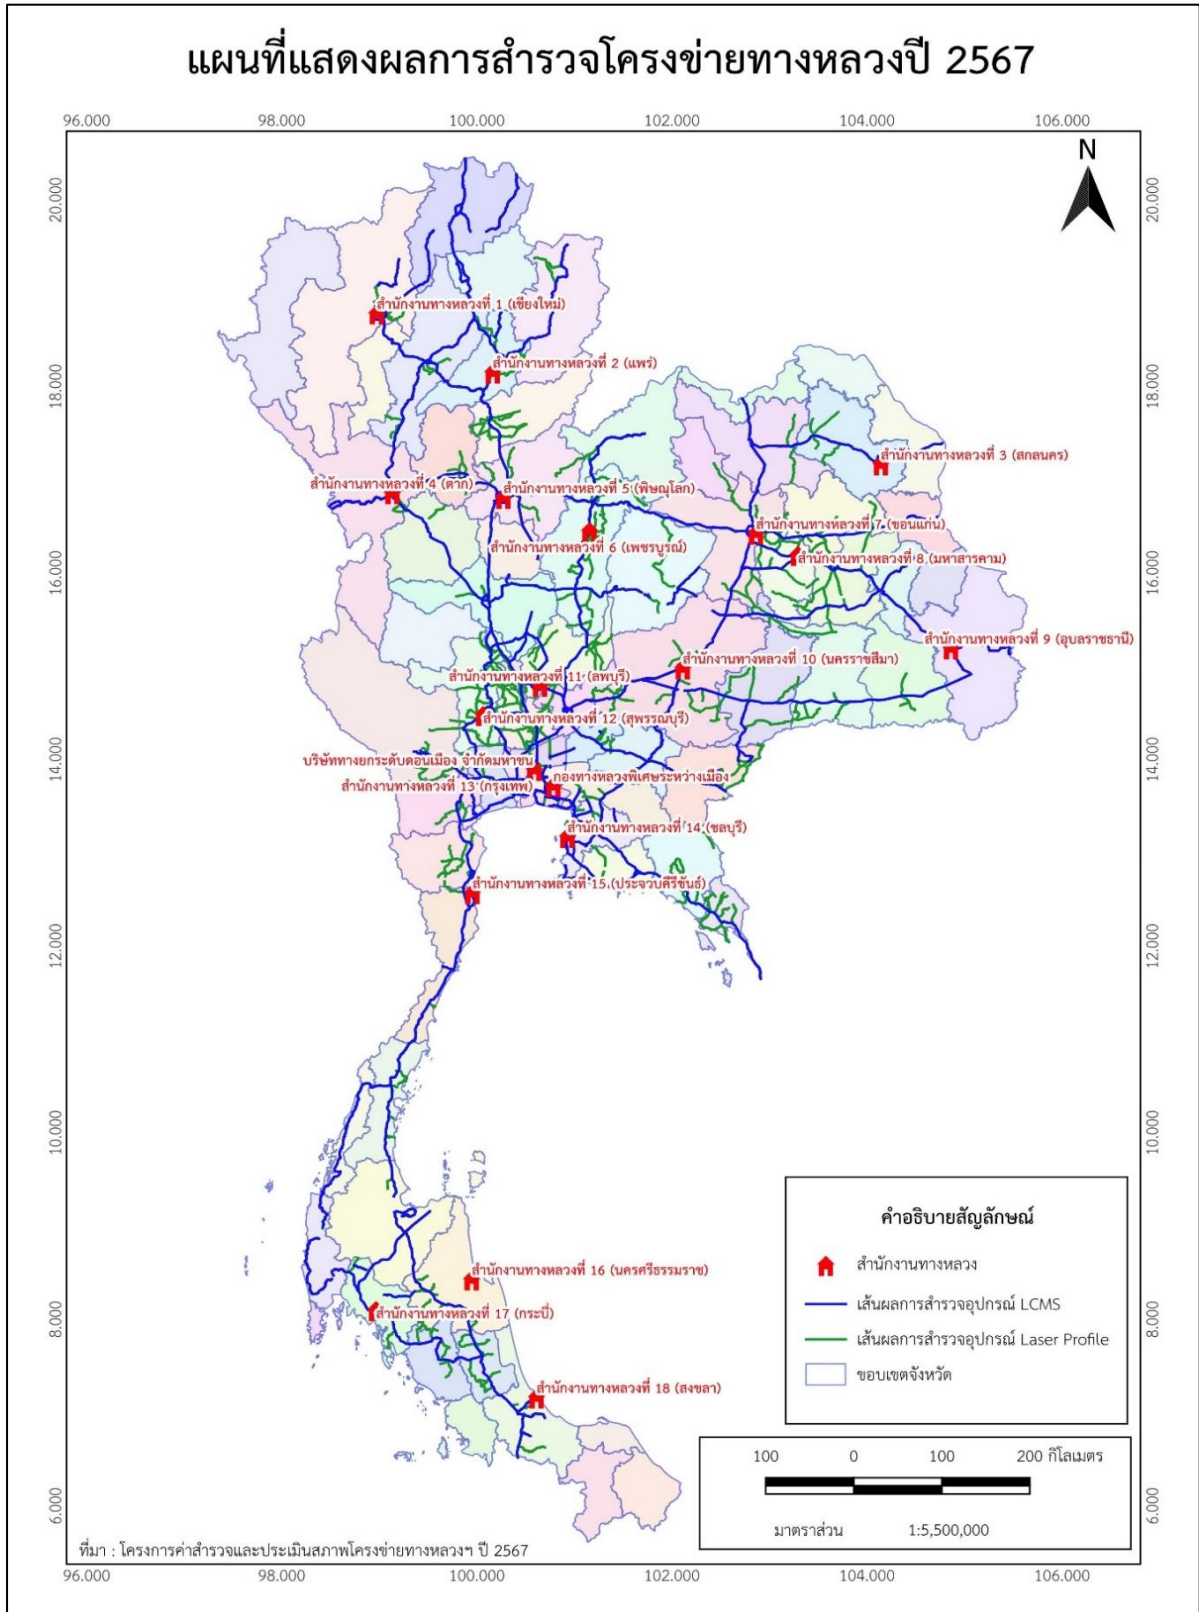 แผนที่แสดงผลการสำรวจโครงข่ายทางหลวงปี 2567
96.000 98.000 100.000 102.000 104.000 106.000
N
20.000 20.000
สำนักงานทางหลวงที่ 1 (เชียงใหม่)
สำนักงานทางหลวงที่ 2 (แพร่)
18.000 18.000
สำนักงานทางหลวงที่ 3 (สกลนคร)
สำนักงานทางหลวงที่ 4 (ตาก)
สำนักงานทางหลวงที่ 5 (พิษณุโลก)
สำนักงานทางหลวงที่ 7 (ขอนแก่น)
สำนักงานทางหลวงที่ 6 (เพชรบูรณ์)
สำนักงานทางหลวงที่ 8 (มหาสารคาม)
16.000 16.000
สำนักงานทางหลวงที่ 9 (อุบลราชธานี)
สำนักงานทางหลวงที่ 10 (นครราชสีมา)
สำนักงานทางหลวงที่ 11 (ลพบุรี)
สำนักงานทางหลวงที่ 12 (สุพรรณบุรี)
14.000 14.000
บริษัททางยกระดับดอนเมือง จำกัดมหาชน
กองทางหลวงพิเศษระหว่างเมือง
สำนักงานทางหลวงที่ 13 (กรุงเทพ)
สำนักงานทางหลวงที่ 14 (ชลบุรี)
สำนักงานทางหลวงที่ 15 (ประจวบคีรีขันธ์)
12.000 12.000
10.000 10.000
สำนักงานทางหลวงที่ 16 (นครศรีธรรมราช)
สำนักงานทางหลวงที่ 17 (กระบี่)
8.000 8.000
สำนักงานทางหลวงที่ 18 (สงขลา)
6.000 6.000
คำอธิบายสัญลักษณ์
สำนักงานทางหลวง
เส้นผลการสำรวจอุปกรณ์ LCMS
เส้นผลการสำรวจอุปกรณ์ Laser Profile
ขอบเขตจังหวัด
100 0 100 200 กิโลเมตร
มาตราส่วน 1:5,500,000
ที่มา : โครงการค่าสำรวจและประเมินสภาพโครงข่ายทางหลวงฯ ปี 2567
96.000 98.000 100.000 102.000 104.000 106.000